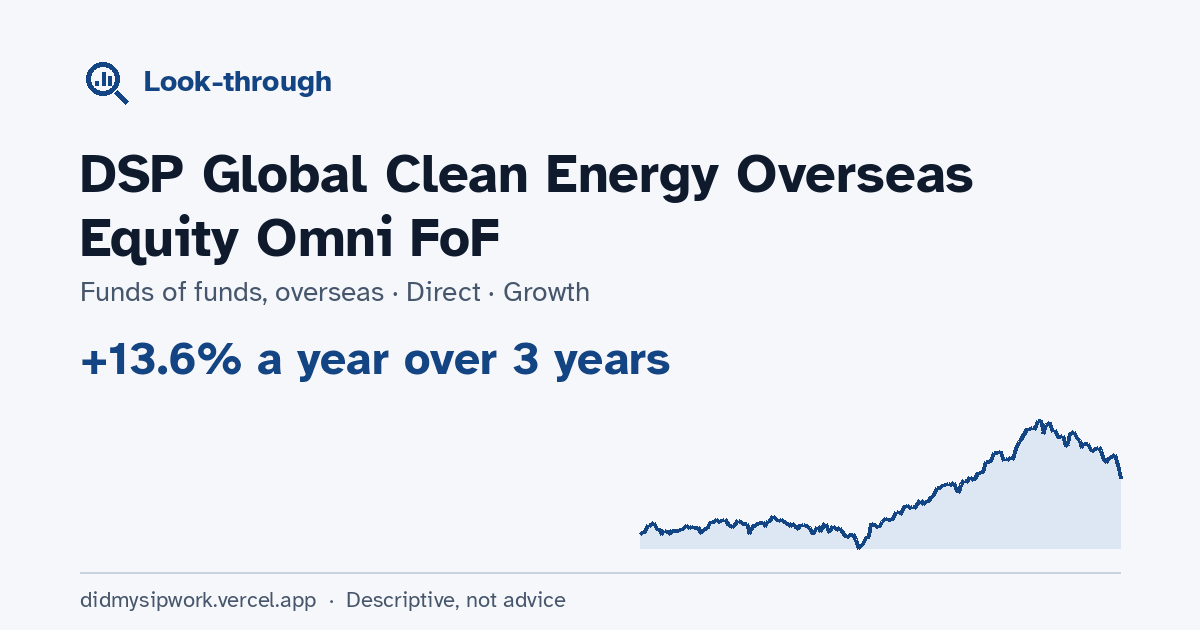 Look-through
DSP Global Clean Energy Overseas
Equity Omni FoF
Funds of funds, overseas · Direct · Growth
+13.6% a year over 3 years
didmysipwork.vercel.app · Descriptive, not advice